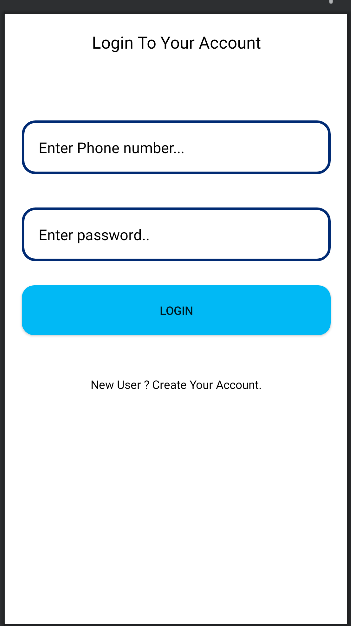 Login To Your Account
Enter Phone number...
Enter password..
LOGIN
New User ? Create Your Account.